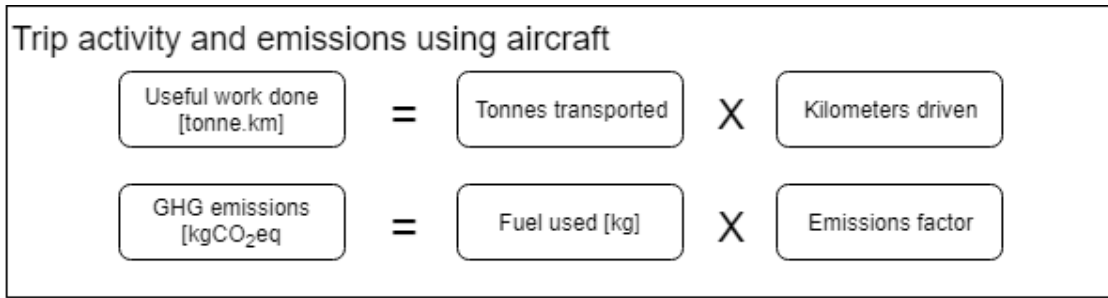 Trip activity and emissions using aircraft
Useful work done
[tonne.km]
=
Tonnes transported
X
Kilometers driven
GHG emissions
[kgCO₂eq
=
Fuel used [kg]
X
Emissions factor